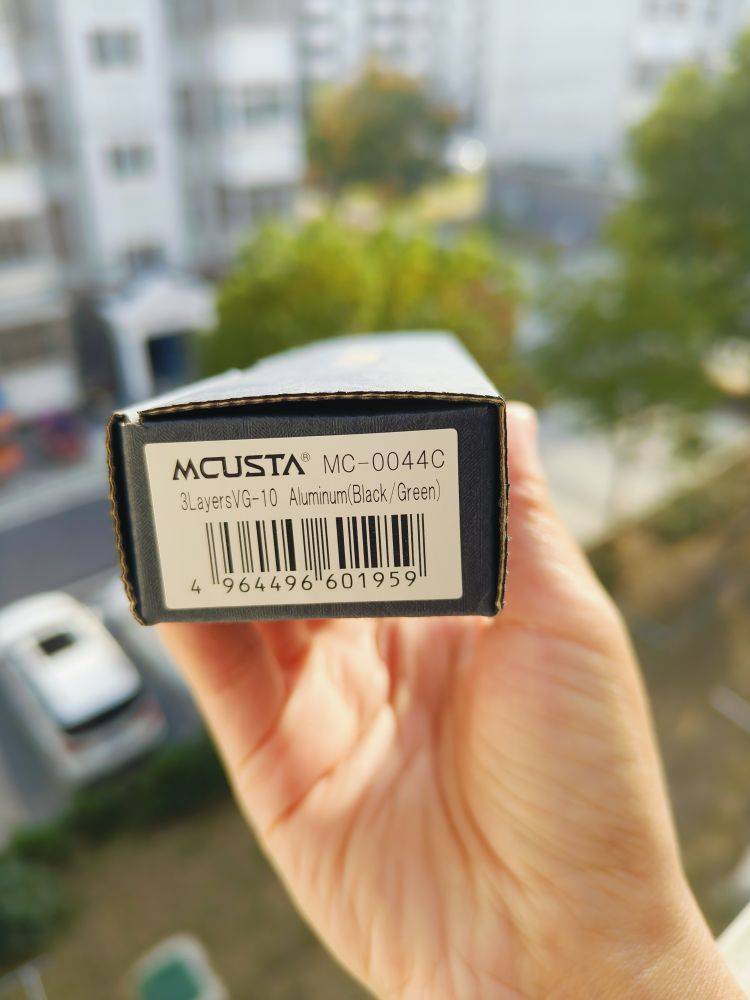 MCUSTA® MC-0044C
3LayersVG-10 Aluminum(Black/Green)
4 964496 601959